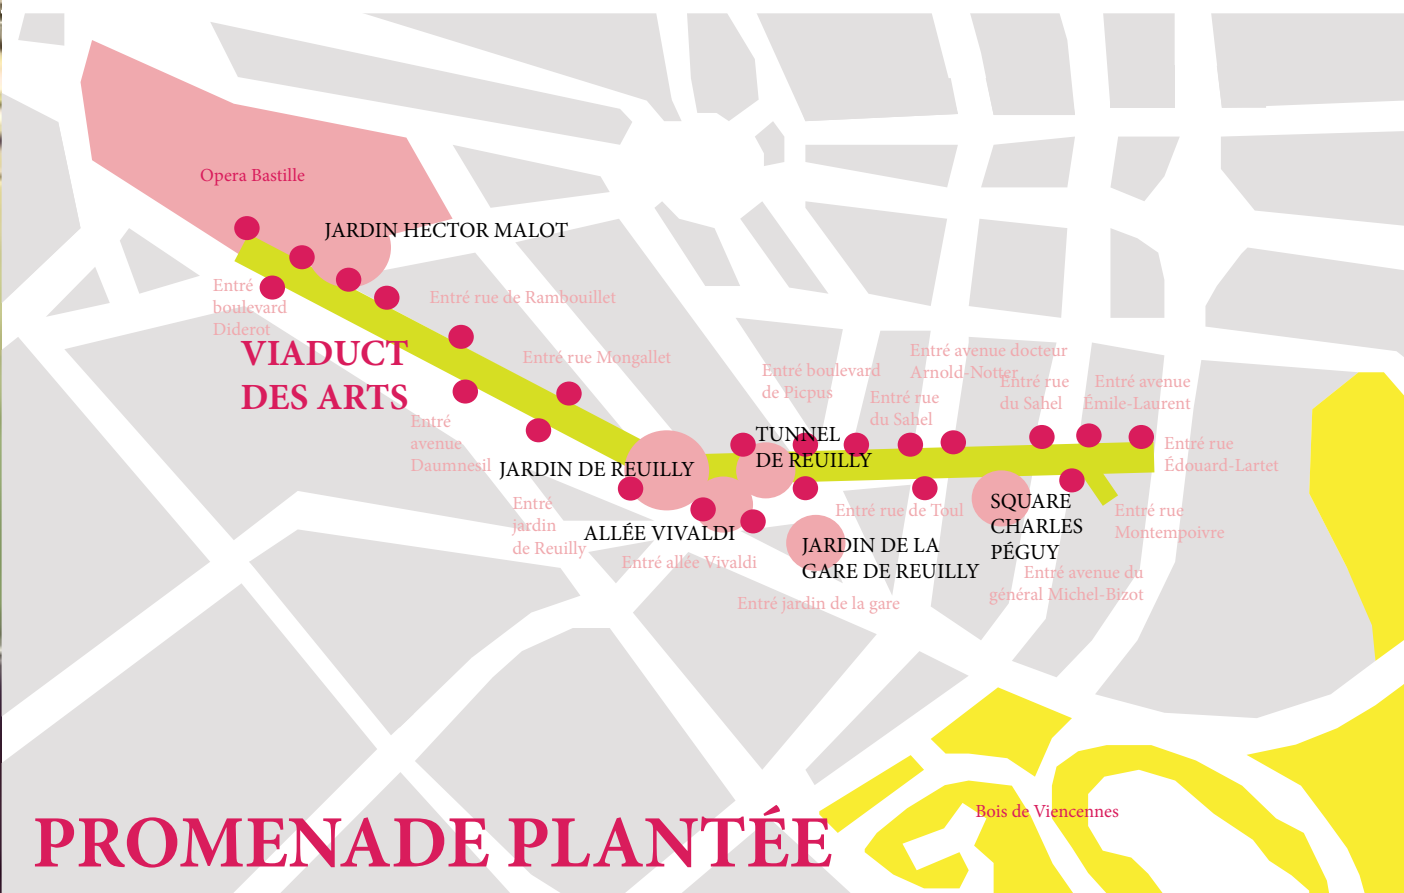 Opera Bastille
JARDIN HECTOR MALOT
Entré
boulevard
Diderot
Entré rue de Rambouillet
VIADUCT
DES ARTS
Entré rue Mongallet
Entré avenue docteur
Arnold-Notter
Entré boulevard
de Picpus
Entré rue
du Sahel
Entré rue
du Sahel
Entré avenue
Émile-Laurent
Entré
avenue
Daumnesil
TUNNEL
DE REUILLY
Entré rue
Édouard-Lartet
JARDIN DE REUILLY
Entré
jardin
de Reuilly
ALLÉE VIVALDI
Entré allée Vivaldi
Entré rue de Toul
SQUARE
CHARLES
PÉGUY
Entré rue
Montempoivre
JARDIN DE LA
GARE DE REUILLY
Entré avenue du
général Michel-Bizot
Entré jardin de la gare
Bois de Viencennes
PROMENADE PLANTÉE